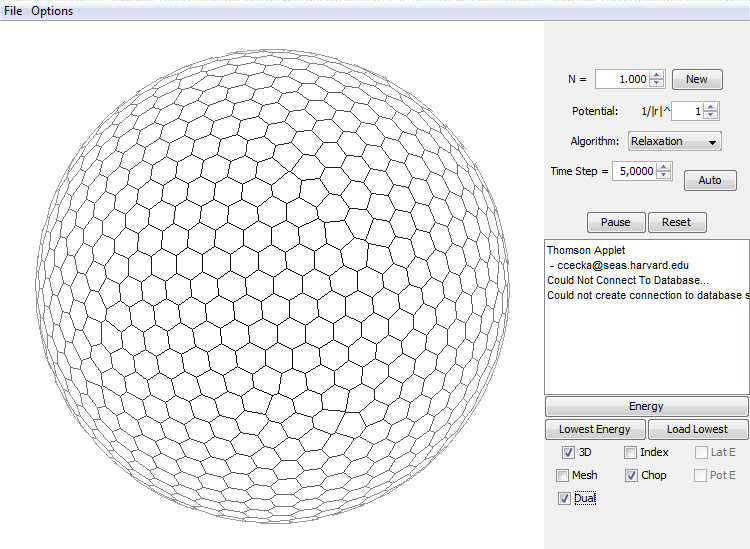 File Options
N = 1.000 New
Potential: 1/|r|^ 1
Algorithm: Relaxation
Time Step = 5,0000 Auto
Pause Reset
Thomson Applet
- ccecka@seas.harvard.edu
Could Not Connect To Database...
Could not create connection to database s
Energy
Lowest Energy Load Lowest
3D Index Lat E
Mesh Chop Pot E
Dual